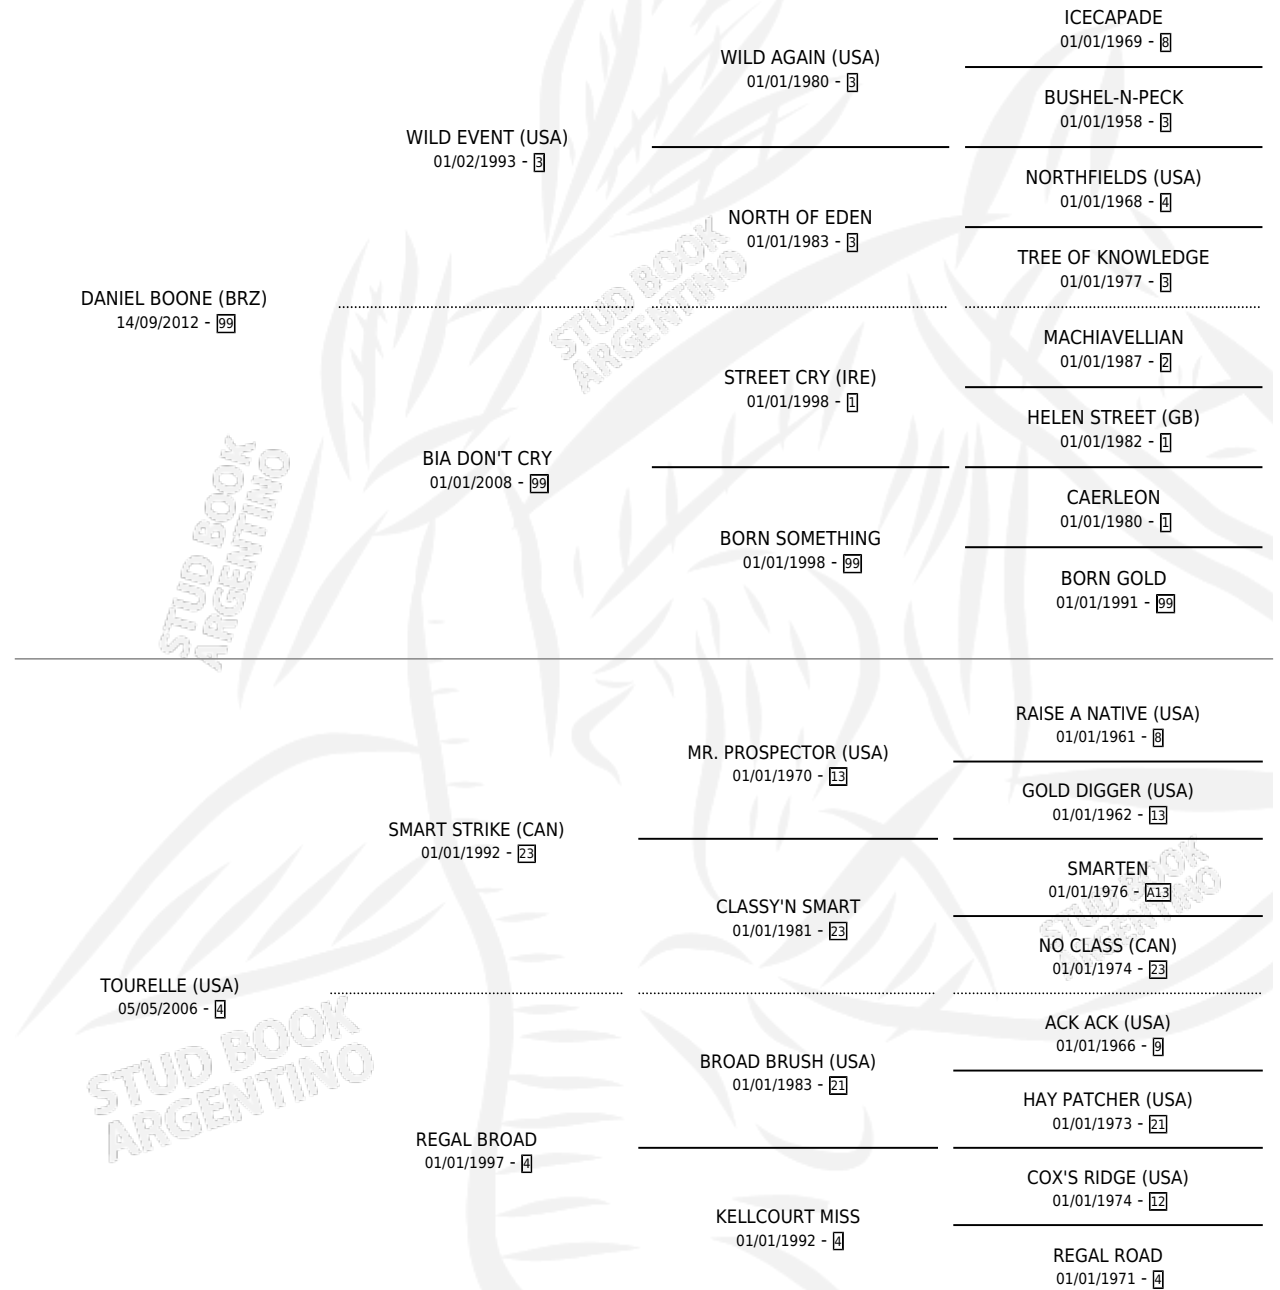 ICECAPADE
01/01/1969 - 8
WILD AGAIN (USA)
01/01/1980 - 3
BUSHEL-N-PECK
01/01/1958 - 3
WILD EVENT (USA)
01/02/1993 - 3
NORTHFIELDS (USA)
01/01/1968 - 4
NORTH OF EDEN
01/01/1983 - 3
TREE OF KNOWLEDGE
01/01/1977 - 3
DANIEL BOONE (BRZ)
14/09/2012 - 99
STUD BOOK
ARGENTINO
MACHIAVELLIAN
01/01/1987 - 2
STREET CRY (IRE)
01/01/1998 - 1
HELEN STREET (GB)
01/01/1982 - 1
BIA DON'T CRY
01/01/2008 - 99
CAERLEON
01/01/1980 - 1
BORN SOMETHING
01/01/1998 - 99
BORN GOLD
01/01/1991 - 99
STUD BOOK
ARGENTINO
RAISE A NATIVE (USA)
01/01/1961 - 8
MR. PROSPECTOR (USA)
01/01/1970 - 13
GOLD DIGGER (USA)
01/01/1962 - 13
SMART STRIKE (CAN)
01/01/1992 - 23
SMARTEN
01/01/1976 - A13
CLASSY'N SMART
01/01/1981 - 23
NO CLASS (CAN)
01/01/1974 - 23
STUD BOOK
ARGENTINO
TOURELLE (USA)
05/05/2006 - 4
ACK ACK (USA)
01/01/1966 - 9
BROAD BRUSH (USA)
01/01/1983 - 21
HAY PATCHER (USA)
01/01/1973 - 21
STUD BOOK
ARGENTINO
REGAL BROAD
01/01/1997 - 4
COX'S RIDGE (USA)
01/01/1974 - 12
KELLCOURT MISS
01/01/1992 - 4
REGAL ROAD
01/01/1971 - 4